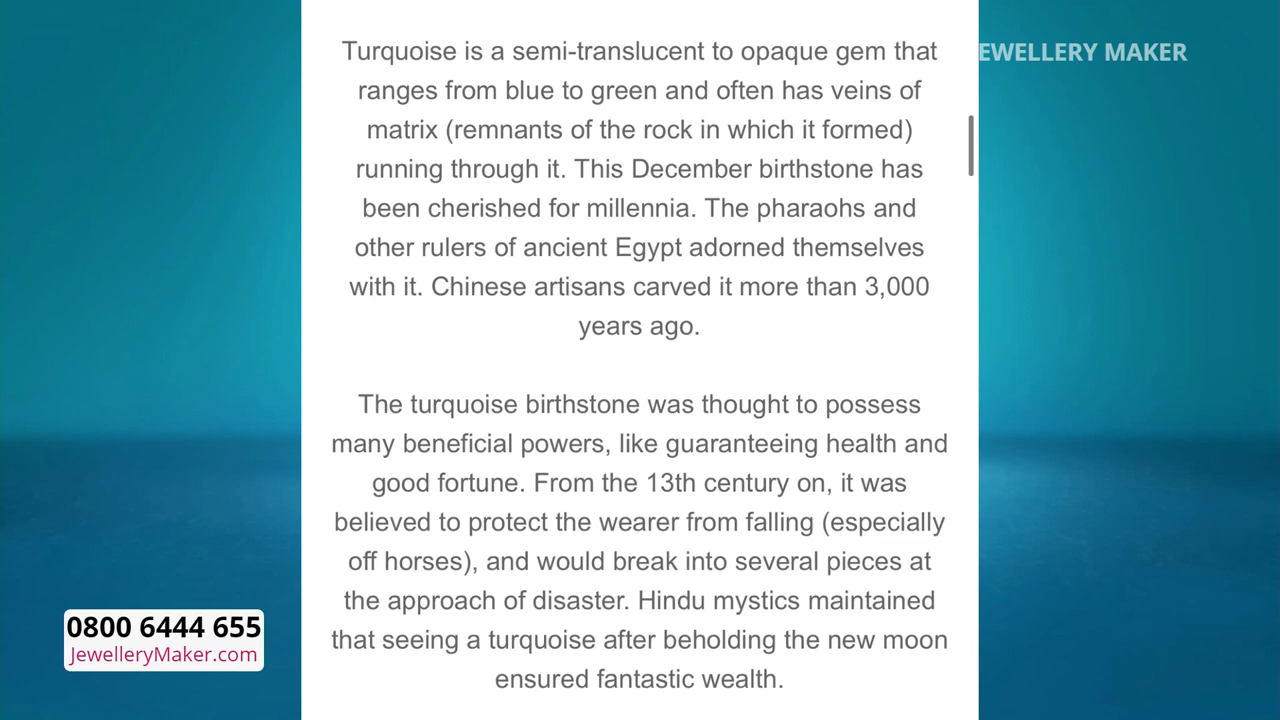 Turquoise is a semi-translucent to opaque gem that
ranges from blue to green and often has veins of
matrix (remnants of the rock in which it formed)
running through it. This December birthstone has
been cherished for millennia. The pharaohs and
other rulers of ancient Egypt adorned themselves
with it. Chinese artisans carved it more than 3,000
years ago.
The turquoise birthstone was thought to possess
many beneficial powers, like guaranteeing health and
good fortune. From the 13th century on, it was
believed to protect the wearer from falling (especially
off horses), and would break into several pieces at
the approach of disaster. Hindu mystics maintained
that seeing a turquoise after beholding the new moon
ensured fantastic wealth.
EWELLERY MAKER
0800 6444 655
JewelleryMaker.com